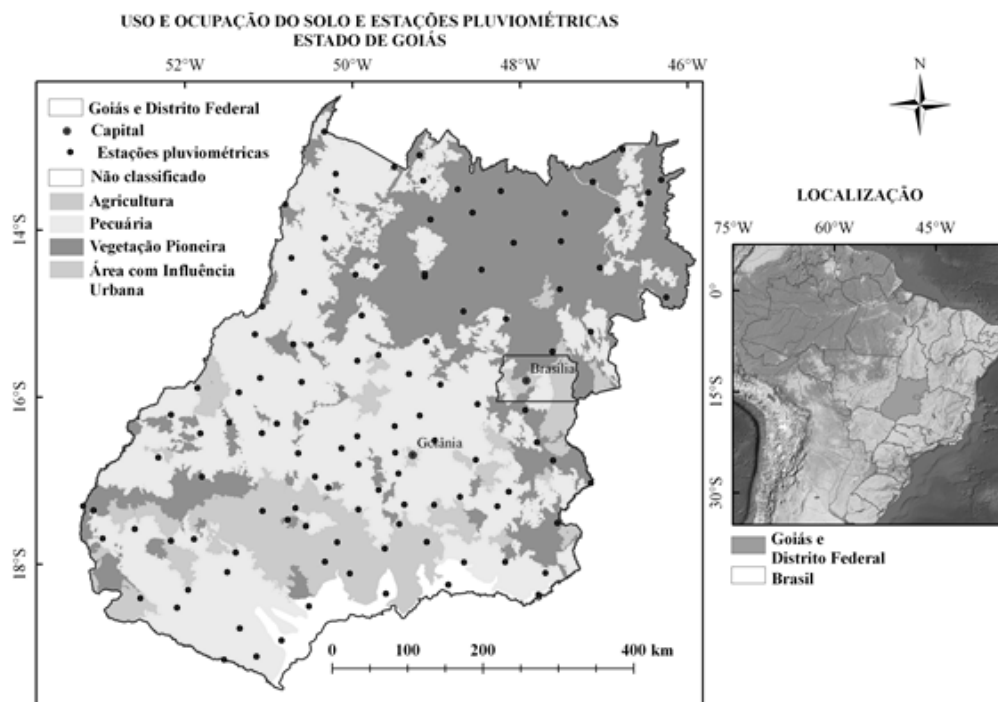 USO E OCUPAÇÃO DO SOLO E ESTAÇÕES PLUVIOMÉTRICAS
ESTADO DE GOIÁS
52°W 50°W 48°W 46°W
Goiás e Distrito Federal
Capital
Estações pluviométricas
Não classificado
Agricultura
Pecuária
Vegetação Pioneira
Área com Influência
Urbana
14°S
16°S
18°S
Brasília
Goiânia
0 100 200 300 400 km
N
LOCALIZAÇÃO
75°W 60°W 45°W
0°
15°S
30°S
Goiás e
Distrito Federal
Brasil